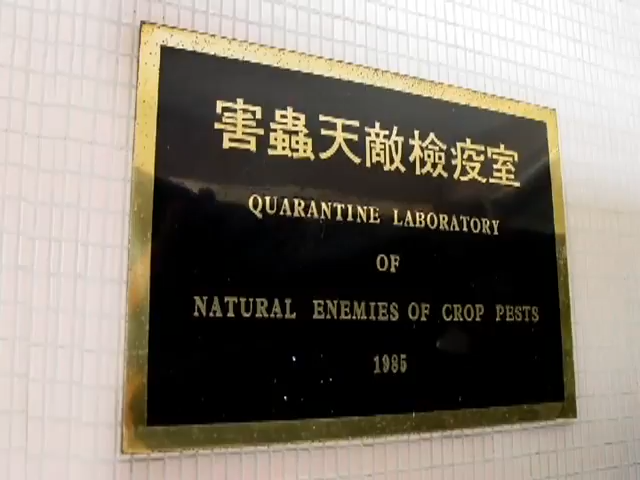 害蟲天敵檢疫室
QUARANTINE LABORATORY
OF
NATURAL ENEMIES OF CROP PESTS
1985